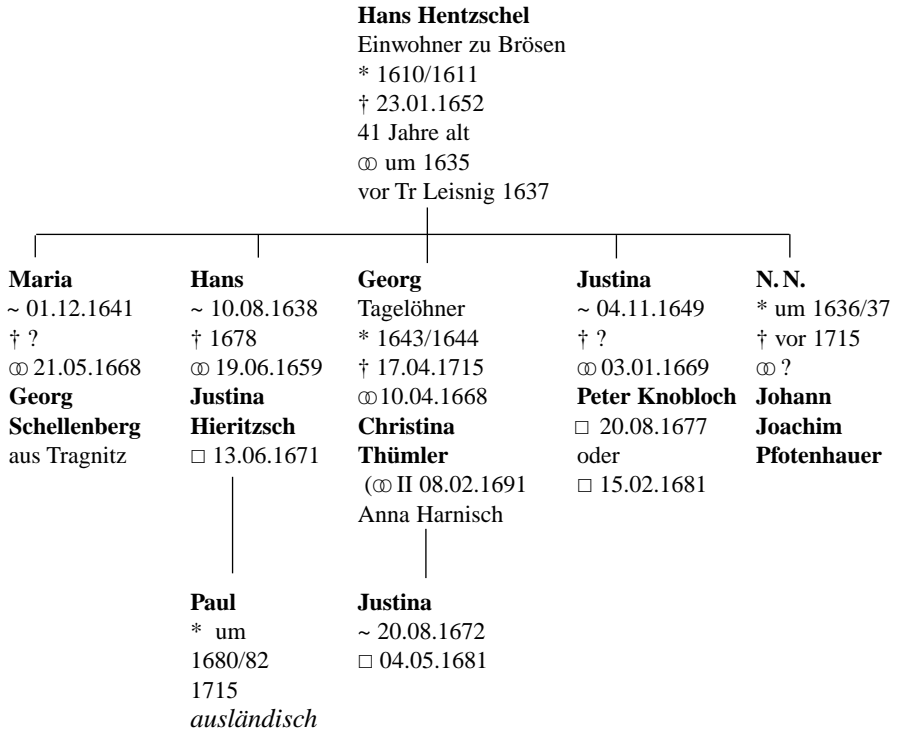 Hans Hentzschel
Einwohner zu Brösen
* 1610/1611
† 23.01.1652
41 Jahre alt
⚭ um 1635
vor Tr Leisnig 1637
Maria
~ 01.12.1641
† ?
⚭ 21.05.1668
Georg
Schellenberg
aus Tragnitz
Hans
~ 10.08.1638
† 1678
⚭ 19.06.1659
Justina
Hieritzsch
□ 13.06.1671
Georg
Tagelöhner
* 1643/1644
† 17.04.1715
⚭ 10.04.1668
Christina
Thümler
(⚭ II 08.02.1691
Anna Harnisch
Justina
~ 04.11.1649
† ?
⚭ 03.01.1669
Peter Knobloch
□ 20.08.1677
oder
□ 15.02.1681
N. N.
* um 1636/37
† vor 1715
⚭ ?
Johann
Joachim
Pfotenhauer
Paul
* um
1680/82
1715
ausländisch
Justina
~ 20.08.1672
□ 04.05.1681